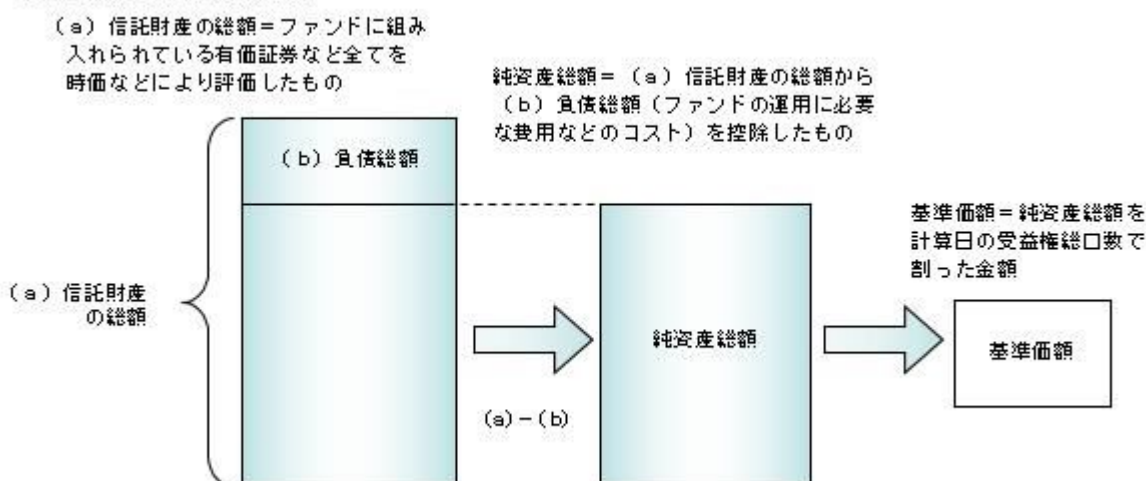 （a）信託財産の総額＝ファンドに組み
入れられている有価証券など全てを
時価などにより評価したもの
純資産総額＝（a）信託財産の総額から
（b）負債総額（ファンドの運用に必要
な費用などのコスト）を控除したもの
（b）負債総額
基準価額＝純資産総額を
計算日の受益権総口数で
割った金額
（a）信託財産
の総額
純資産総額
基準価額
(a)－(b)